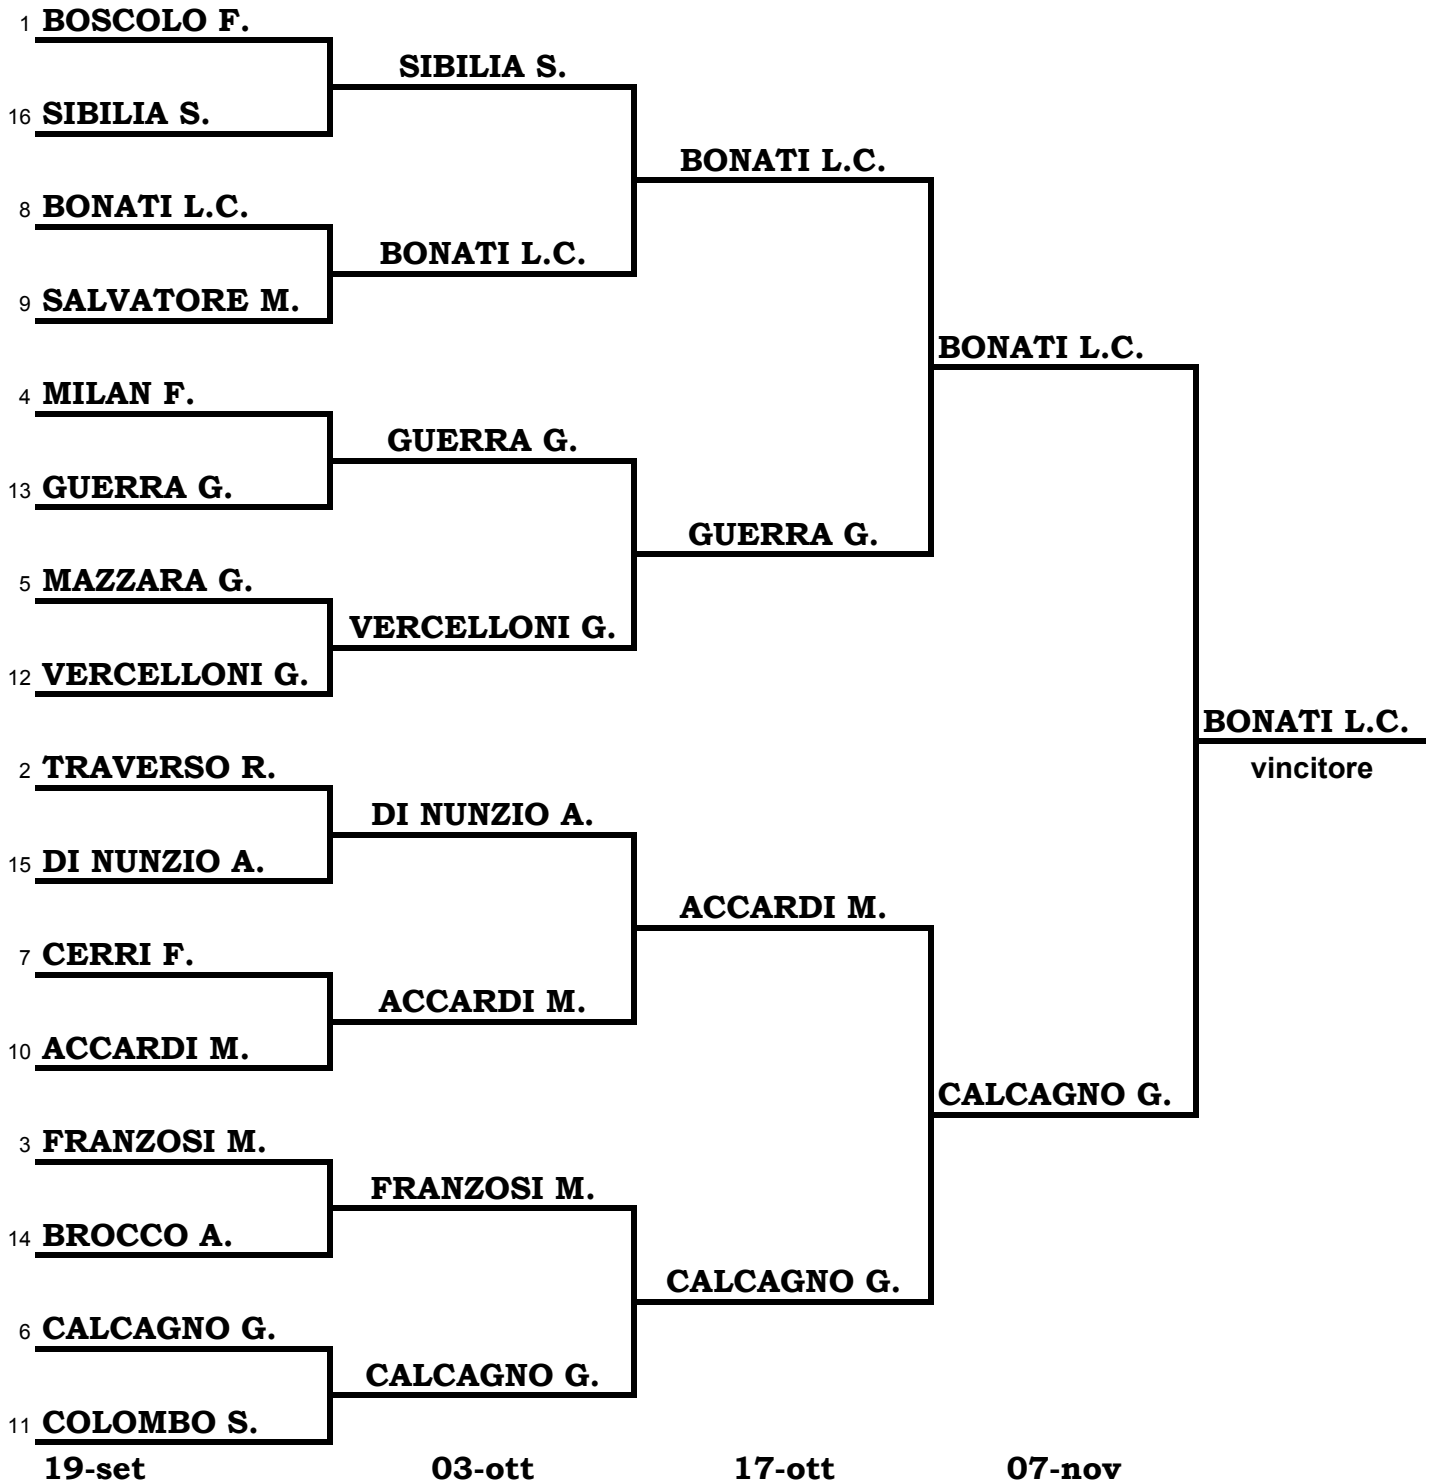 1 BOSCOLO F.
SIBILIA S.
16 SIBILIA S.
BONATI L.C.
8 BONATI L.C.
BONATI L.C.
9 SALVATORE M.
BONATI L.C.
4 MILAN F.
GUERRA G.
13 GUERRA G.
GUERRA G.
5 MAZZARA G.
VERCELLONI G.
12 VERCELLONI G.
BONATI L.C.
vincitore
2 TRAVERSO R.
DI NUNZIO A.
15 DI NUNZIO A.
ACCARDI M.
7 CERRI F.
ACCARDI M.
10 ACCARDI M.
CALCAGNO G.
3 FRANZOSI M.
FRANZOSI M.
14 BROCCO A.
CALCAGNO G.
6 CALCAGNO G.
CALCAGNO G.
11 COLOMBO S.
19-set 03-ott 17-ott 07-nov